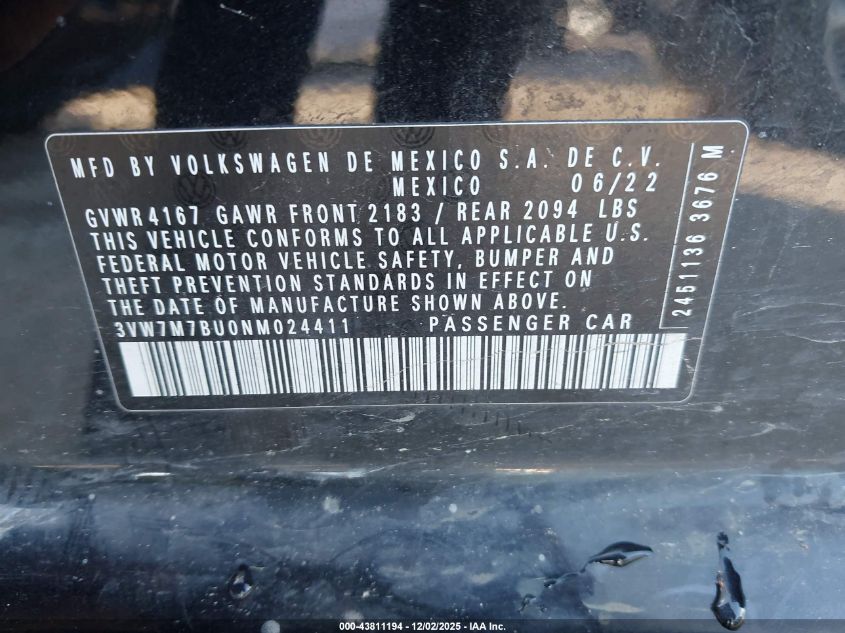 MFD BY VOLKSWAGEN DE MEXICO S.A. DE C.V.
MEXICO 06/22
GVWR 4167 GAWR FRONT 2183 / REAR 2094 LBS
THIS VEHICLE CONFORMS TO ALL APPLICABLE U.S.
FEDERAL MOTOR VEHICLE SAFETY, BUMPER AND
THEFT PREVENTION STANDARDS IN EFFECT ON
THE DATE OF MANUFACTURE SHOWN ABOVE.
3VW7M7BU0NM024411 PASSENGER CAR
2451136 3676 M
000-43811194 - 12/02/2025 - IAA Inc.